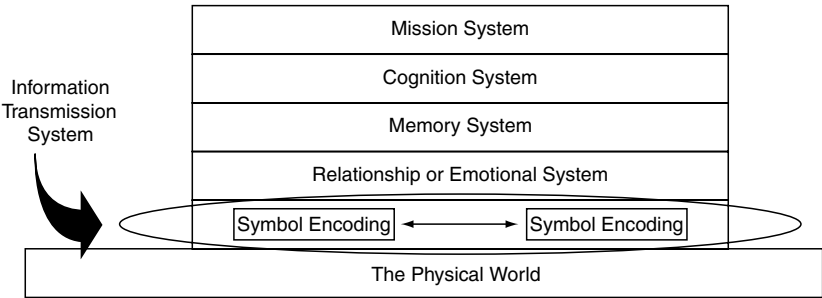 Mission System
Cognition System
Memory System
Relationship or Emotional System
Information
Transmission
System
Symbol Encoding Symbol Encoding
The Physical World